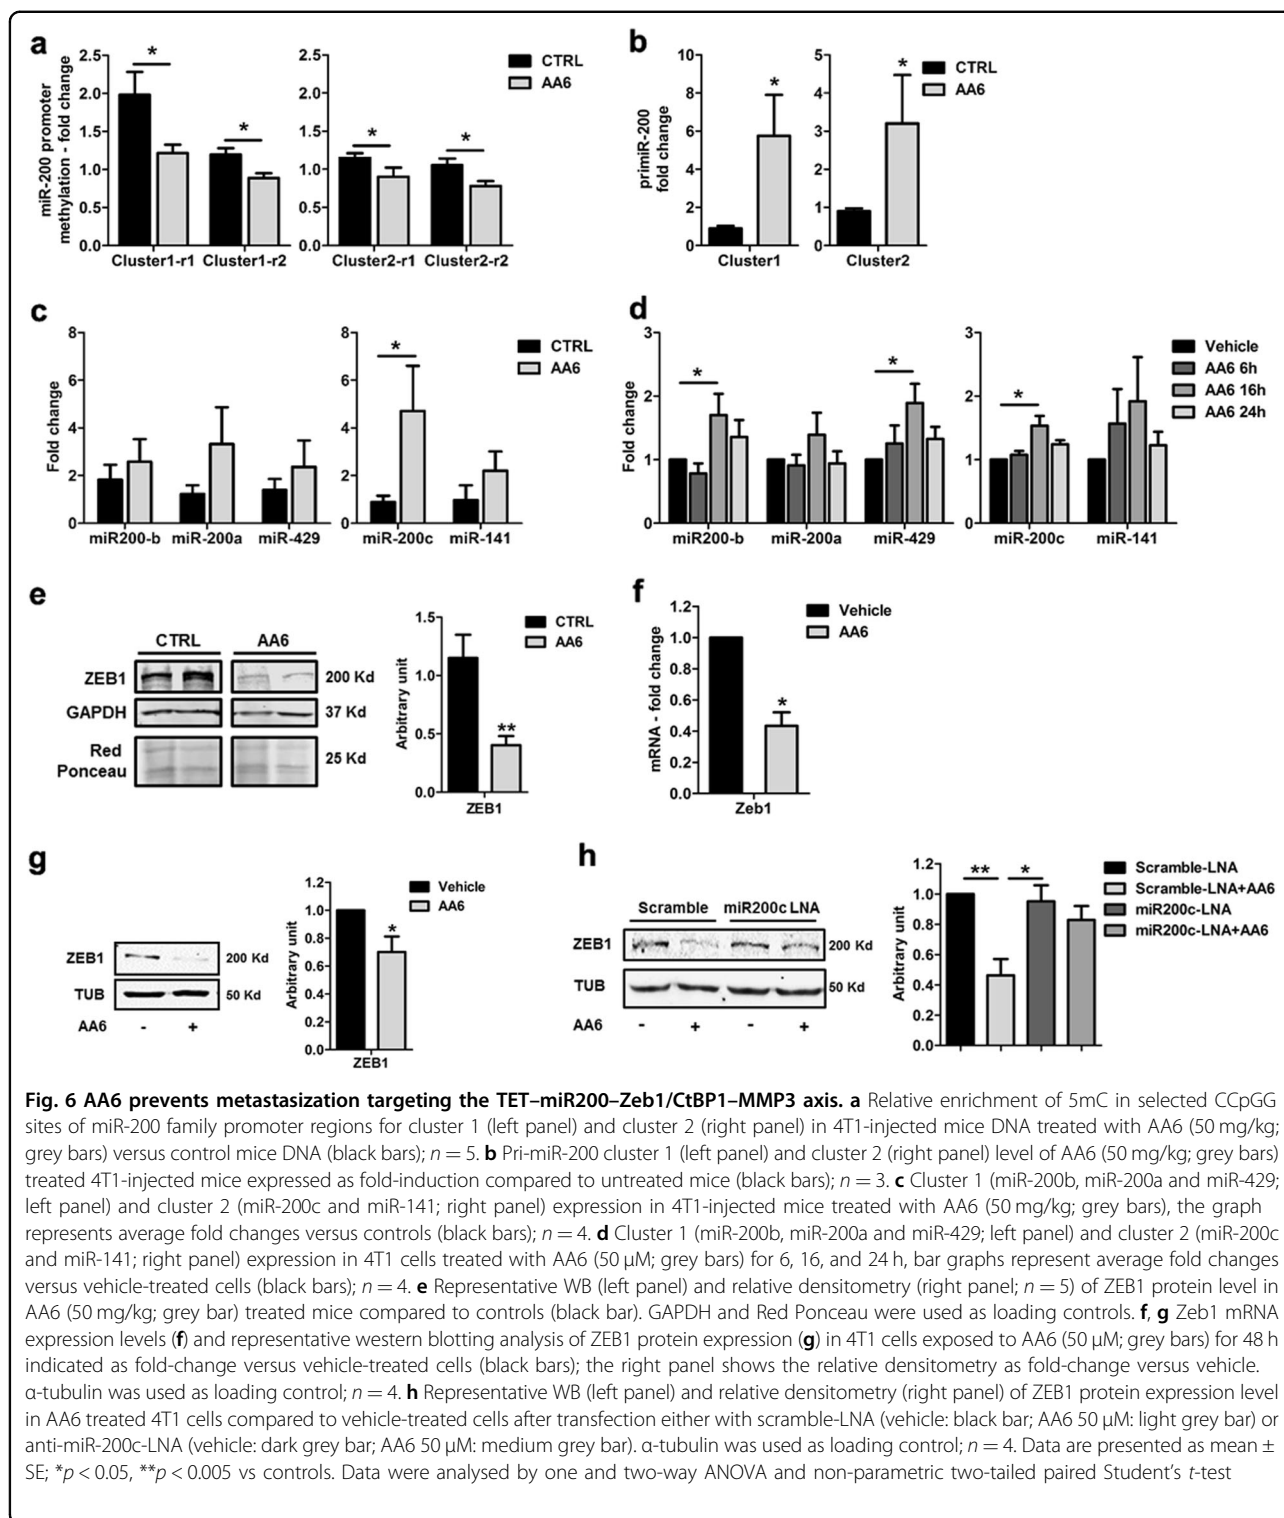 a
miR-200 promoter
methylation - fold change
2.5
2.0
1.5
1.0
0.5
0.0
*
*
Cluster1-r1 Cluster1-r2
2.5
2.0
1.5
1.0
0.5
0.0
*
*
Cluster2-r1 Cluster2-r2
CTRL
AA6
b
primiR-200
fold change
10
8
6
4
2
0
*
Cluster1
5
4
3
2
1
0
*
Cluster2
CTRL
AA6
c
Fold change
8
6
4
2
0
miR200-b miR-200a miR-429
8
6
4
2
0
*
miR-200c miR-141
CTRL
AA6
d
Fold change
3
2
1
0
*
*
miR200-b miR-200a miR-429
3
2
1
0
*
miR-200c miR-141
Vehicle
AA6 6h
AA6 16h
AA6 24h
e
CTRL AA6
ZEB1 200 Kd
GAPDH 37 Kd
Red
Ponceau 25 Kd
Arbitrary unit
1.5
1.0
0.5
0.0
**
ZEB1
CTRL
AA6
f
mRNA - fold change
1.2
1.0
0.8
0.6
0.4
0.2
0.0
*
Zeb1
Vehicle
AA6
g
ZEB1 200 Kd
TUB 50 Kd
AA6 - +
Arbitrary unit
1.2
1.0
0.8
0.6
0.4
0.2
0.0
*
ZEB1
Vehicle
AA6
h
Scramble miR200c LNA
ZEB1 200 Kd
TUB 50 Kd
AA6 - + - +
Arbitrary unit
1.2
1.0
0.8
0.6
0.4
0.2
0.0
** *
Scramble-LNA
Scramble-LNA+AA6
miR200c-LNA
miR200c-LNA+AA6
Fig. 6 AA6 prevents metastasization targeting the TET–miR200–Zeb1/CtBP1–MMP3 axis. a Relative enrichment of 5mC in selected CCpGG
sites of miR-200 family promoter regions for cluster 1 (left panel) and cluster 2 (right panel) in 4T1-injected mice DNA treated with AA6 (50 mg/kg;
grey bars) versus control mice DNA (black bars); n = 5. b Pri-miR-200 cluster 1 (left panel) and cluster 2 (right panel) level of AA6 (50 mg/kg; grey bars)
treated 4T1-injected mice expressed as fold-induction compared to untreated mice (black bars); n = 3. c Cluster 1 (miR-200b, miR-200a and miR-429;
left panel) and cluster 2 (miR-200c and miR-141; right panel) expression in 4T1-injected mice treated with AA6 (50 mg/kg; grey bars), the graph
represents average fold changes versus controls (black bars); n = 4. d Cluster 1 (miR-200b, miR-200a and miR-429; left panel) and cluster 2 (miR-200c
and miR-141; right panel) expression in 4T1 cells treated with AA6 (50 µM; grey bars) for 6, 16, and 24 h, bar graphs represent average fold changes
versus vehicle-treated cells (black bars); n = 4. e Representative WB (left panel) and relative densitometry (right panel; n = 5) of ZEB1 protein level in
AA6 (50 mg/kg; grey bar) treated mice compared to controls (black bar). GAPDH and Red Ponceau were used as loading controls. f, g Zeb1 mRNA
expression levels (f) and representative western blotting analysis of ZEB1 protein expression (g) in 4T1 cells exposed to AA6 (50 µM; grey bars) for 48 h
indicated as fold-change versus vehicle-treated cells (black bars); the right panel shows the relative densitometry as fold-change versus vehicle.
α-tubulin was used as loading control; n = 4. h Representative WB (left panel) and relative densitometry (right panel) of ZEB1 protein expression level
in AA6 treated 4T1 cells compared to vehicle-treated cells after transfection either with scramble-LNA (vehicle: black bar; AA6 50 µM: light grey bar) or
anti-miR-200c-LNA (vehicle: dark grey bar; AA6 50 µM: medium grey bar). α-tubulin was used as loading control; n = 4. Data are presented as mean ±
SE; *p < 0.05, **p < 0.005 vs controls. Data were analysed by one and two-way ANOVA and non-parametric two-tailed paired Student's t-test